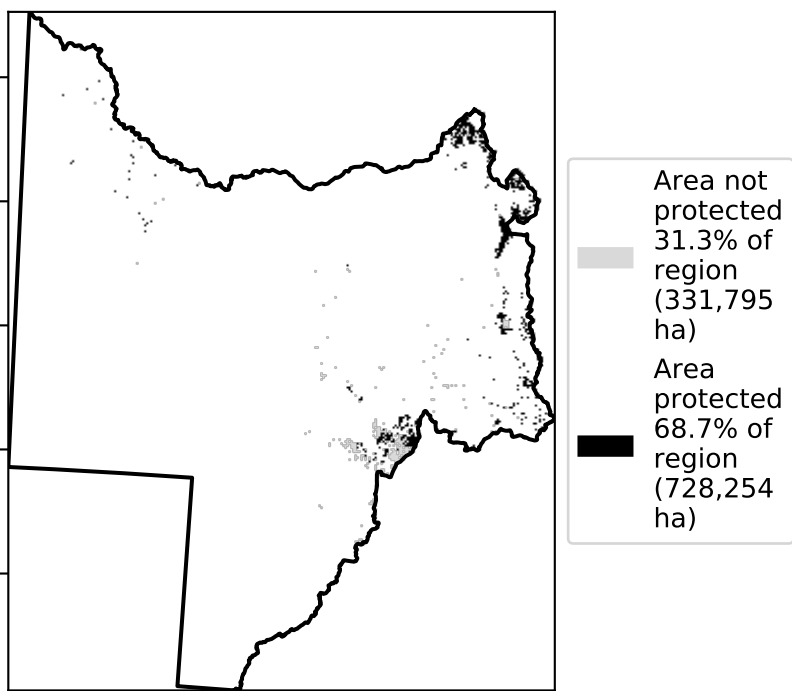 Area not
protected
31.3% of
region
(331,795
ha)
Area
protected
68.7% of
region
(728,254
ha)